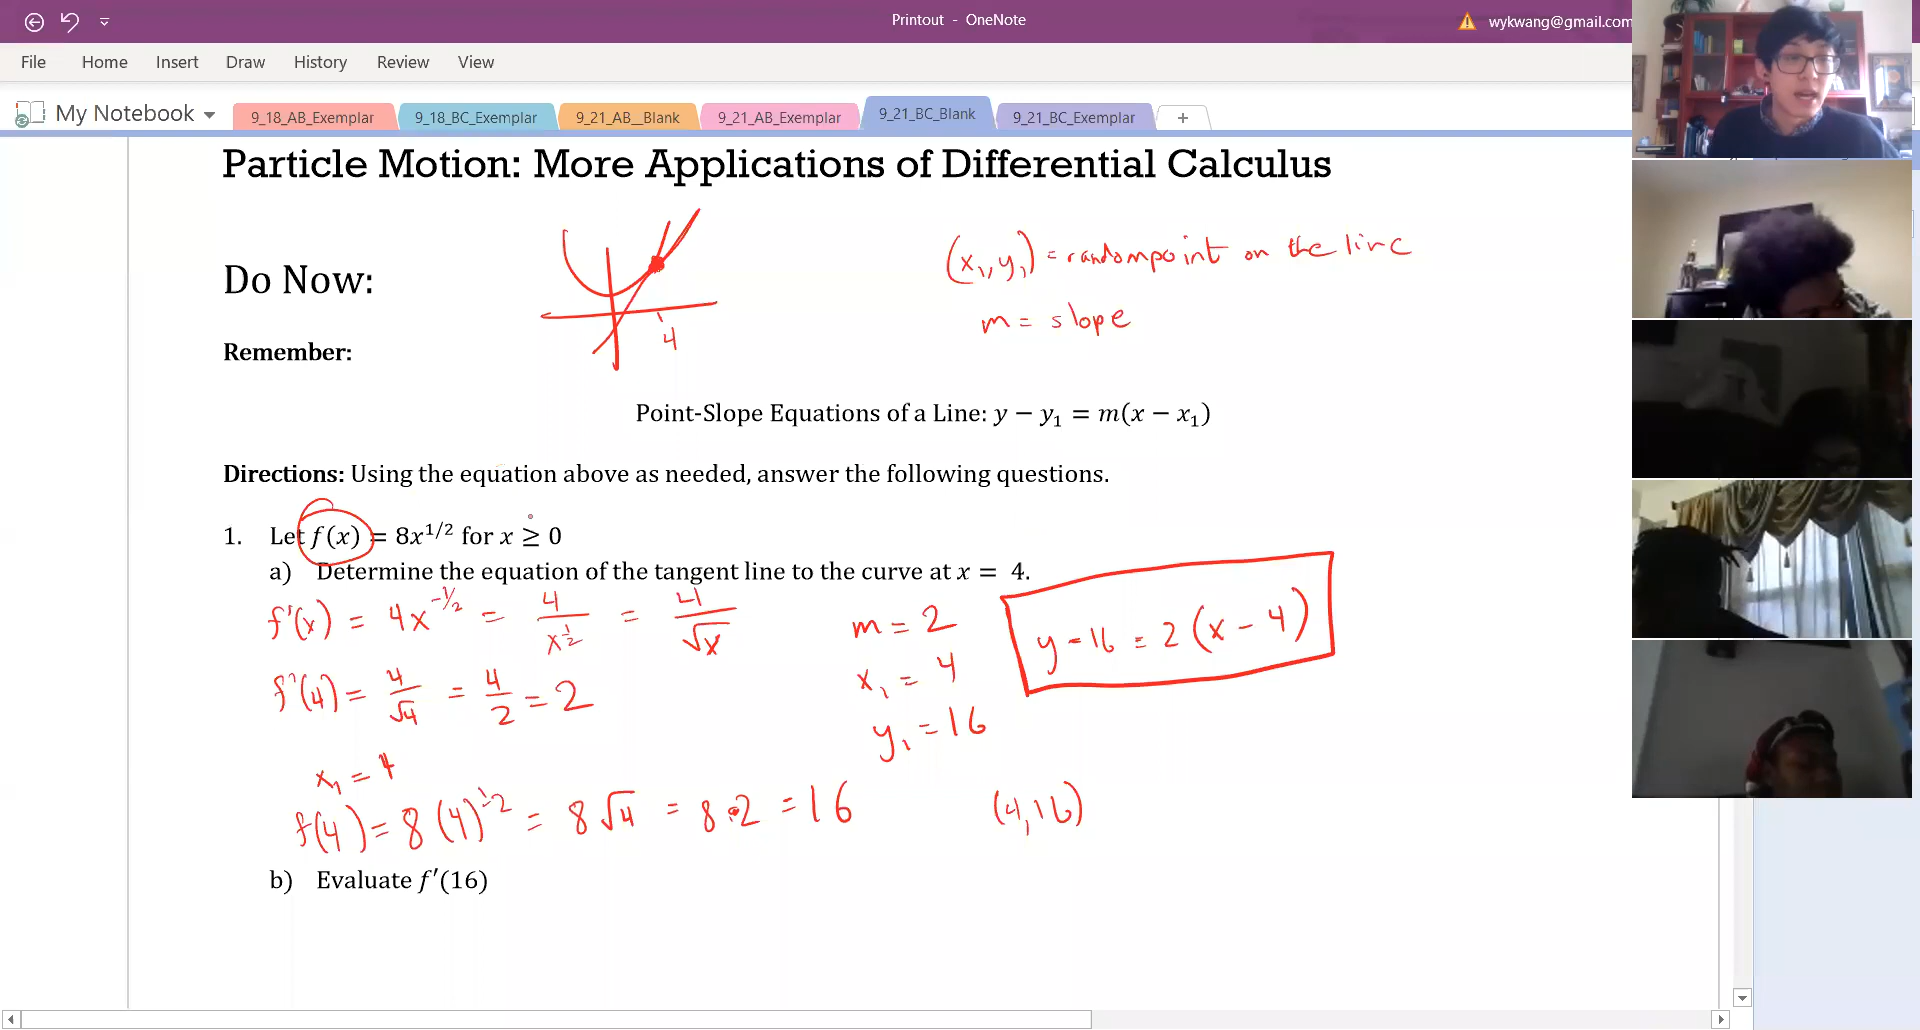 Printout - OneNote
wykwang@gmail.com
File Home Insert Draw History Review View
My Notebook 9_18_AB_Exemplar 9_18_BC_Exemplar 9_21_AB__Blank 9_21_AB_Exemplar 9_21_BC_Blank 9_21_BC_Exemplar +
Particle Motion: More Applications of Differential Calculus
(x₁, y₁) = random point on the line
Do Now:
m = slope
4
Remember:
Point-Slope Equations of a Line: y − y₁ = m(x − x₁)
Directions: Using the equation above as needed, answer the following questions.
1. Let f(x) = 8x^{1/2} for x ≥ 0
a) Determine the equation of the tangent line to the curve at x = 4.
f'(x) = 4x^{-1/2} = 4/x^{1/2} = 4/√x
m = 2
y - 16 = 2(x - 4)
x₁ = 4
f'(4) = 4/√4 = 4/2 = 2
y₁ = 16
x₁ = 4
f(4) = 8(4)^{1/2} = 8√4 = 8·2 = 16
(4, 16)
b) Evaluate f′(16)